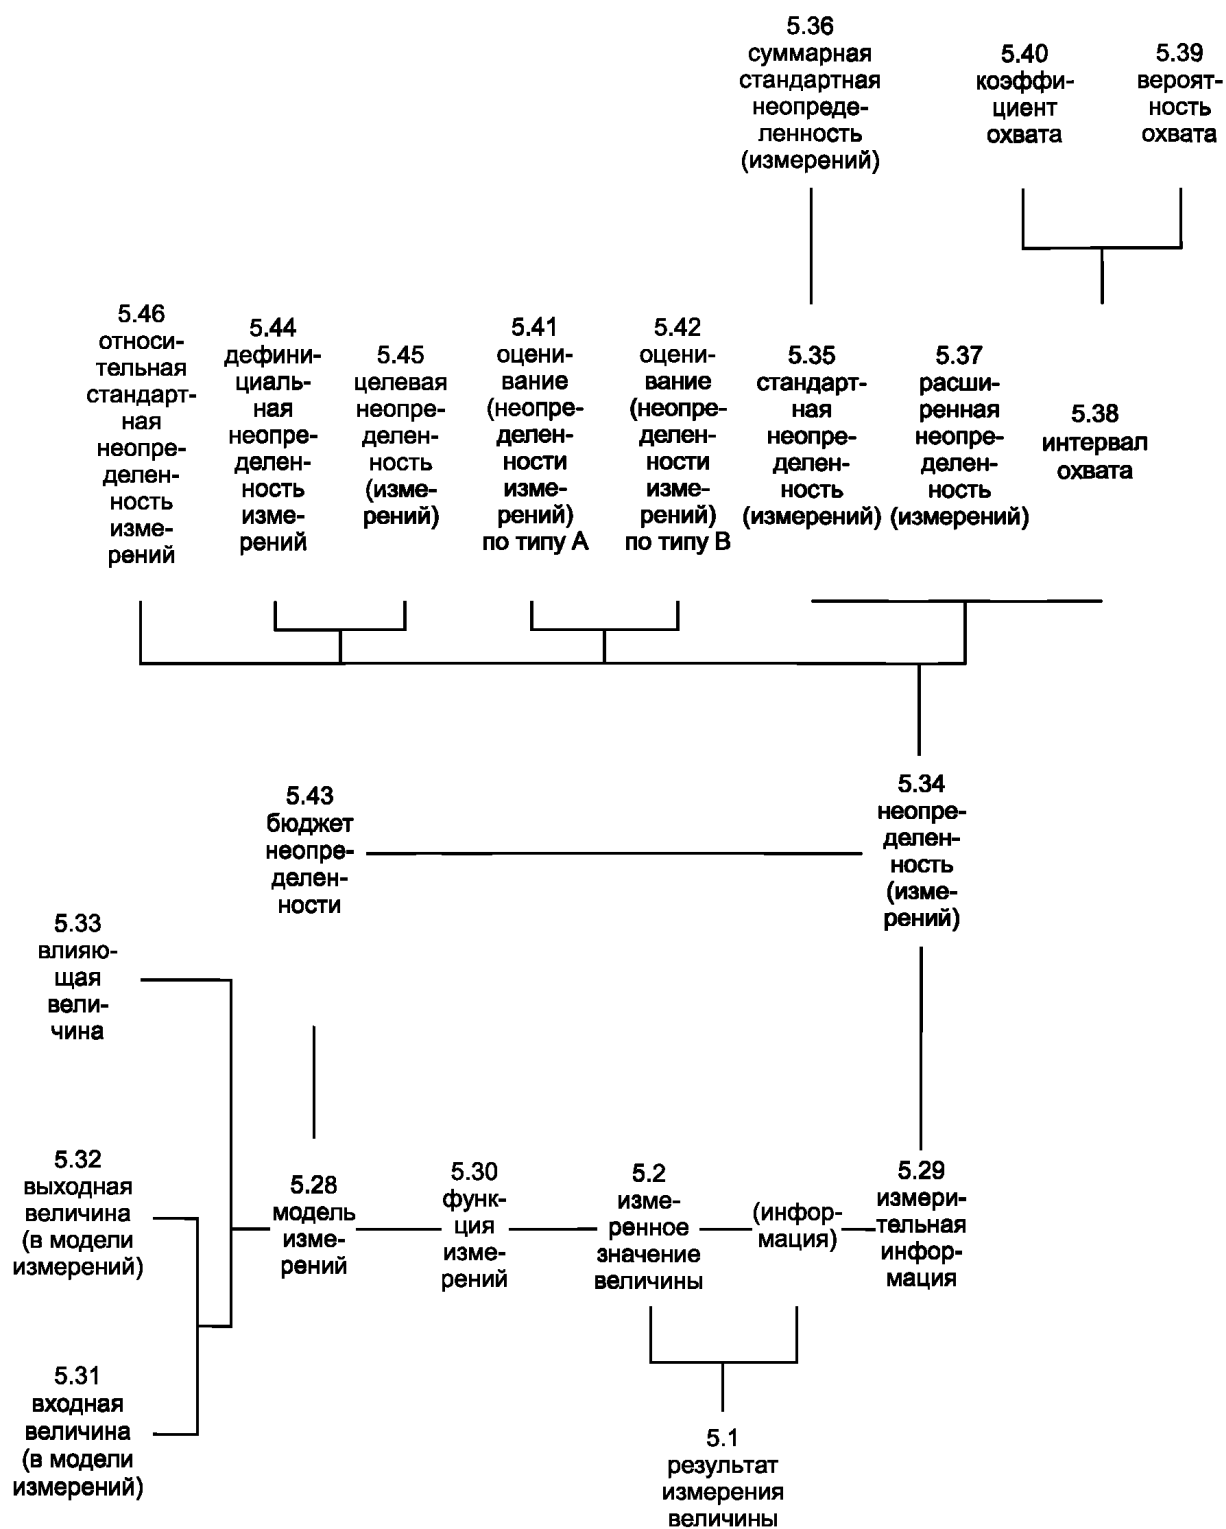 5.36
суммарная
стандартная
неопреде-
ленность
(измерений)
5.40
коэффи-
циент
охвата
5.39
вероят-
ность
охвата
5.46
относи-
тельная
стандарт-
ная
неопре-
делен-
ность
изме-
рений
5.44
дефини-
циаль-
ная
неопре-
делен-
ность
изме-
рений
5.45
целевая
неопре-
делен-
ность
(изме-
рений)
5.41
оцени-
вание
(неопре-
делен-
ности
изме-
рений)
по типу А
5.42
оцени-
вание
(неопре-
делен-
ности
изме-
рений)
по типу В
5.35
стандарт-
ная
неопре-
делен-
ность
(измерений)
5.37
расши-
ренная
неопре-
делен-
ность
(измерений)
5.38
интервал
охвата
5.43
бюджет
неопре-
делен-
ности
5.34
неопре-
делен-
ность
(изме-
рений)
5.33
влияю-
щая
вели-
чина
5.32
выходная
величина
(в модели
измерений)
5.28
модель
изме-
рений
5.30
функ-
ция
изме-
рений
5.2
изме-
ренное
значение
величины
(инфор-
мация)
5.29
измери-
тельная
инфор-
мация
5.31
входная
величина
(в модели
измерений)
5.1
результат
измерения
величины